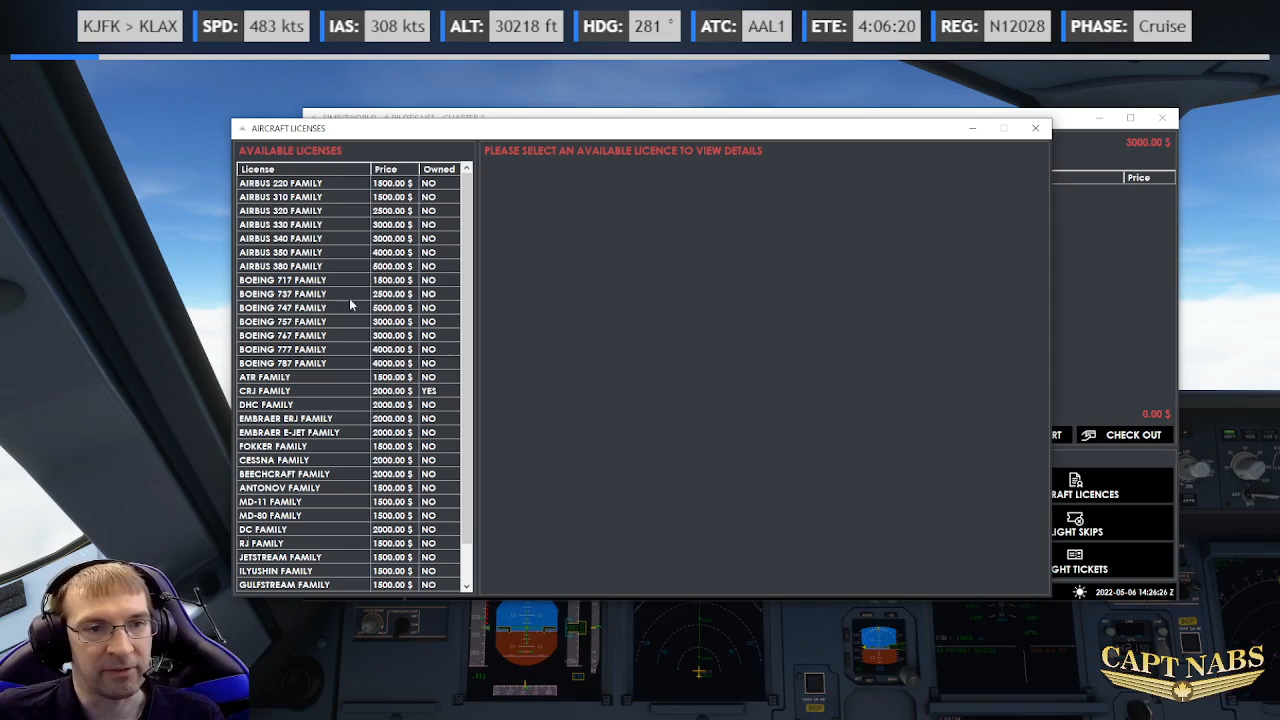 KJFK > KLAX SPD: 483 kts IAS: 308 kts ALT: 30218 ft HDG: 281 ° ATC: AAL1 ETE: 4:06:20 REG: N12028 PHASE: Cruise
AIRCRAFT LICENSES
3000.00 $
AVAILABLE LICENSES
PLEASE SELECT AN AVAILABLE LICENCE TO VIEW DETAILS
License Price Owned
Price
AIRBUS 220 FAMILY 1500.00 $ NO
AIRBUS 310 FAMILY 1500.00 $ NO
AIRBUS 320 FAMILY 2500.00 $ NO
AIRBUS 330 FAMILY 3000.00 $ NO
AIRBUS 340 FAMILY 3000.00 $ NO
AIRBUS 350 FAMILY 4000.00 $ NO
AIRBUS 380 FAMILY 5000.00 $ NO
BOEING 717 FAMILY 1500.00 $ NO
BOEING 737 FAMILY 2500.00 $ NO
BOEING 747 FAMILY 5000.00 $ NO
BOEING 757 FAMILY 3000.00 $ NO
BOEING 767 FAMILY 3000.00 $ NO
BOEING 777 FAMILY 4000.00 $ NO
BOEING 787 FAMILY 4000.00 $ NO
ATR FAMILY 1500.00 $ NO
CRJ FAMILY 2000.00 $ YES
DHC FAMILY 2000.00 $ NO
EMBRAER ERJ FAMILY 2000.00 $ NO
EMBRAER E-JET FAMILY 2000.00 $ NO
FOKKER FAMILY 1500.00 $ NO
CESSNA FAMILY 2000.00 $ NO
BEECHCRAFT FAMILY 2000.00 $ NO
ANTONOV FAMILY 1500.00 $ NO
MD-11 FAMILY 1500.00 $ NO
MD-80 FAMILY 1500.00 $ NO
DC FAMILY 2000.00 $ NO
RJ FAMILY 1500.00 $ NO
JETSTREAM FAMILY 1500.00 $ NO
ILYUSHIN FAMILY 1500.00 $ NO
GULFSTREAM FAMILY 1500.00 $ NO
0.00 $
RT CHECK OUT
RAFT LICENCES
LIGHT SKIPS
GHT TICKETS
2022-05-06 14:26:26 Z
CAPT NABS